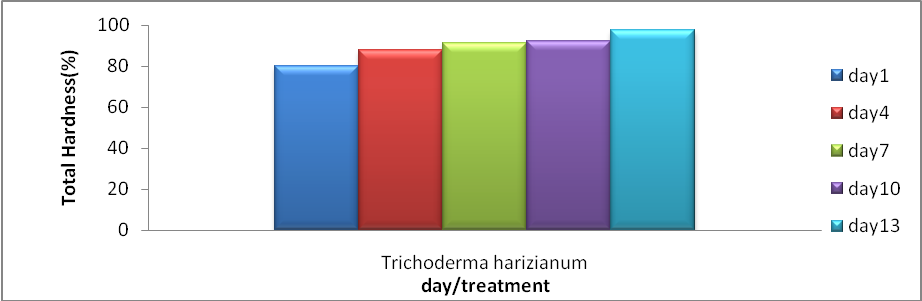 Total Hardness(%)
100
80
60
40
20
0
Trichoderma harizianum
day/treatment
day1
day4
day7
day10
day13